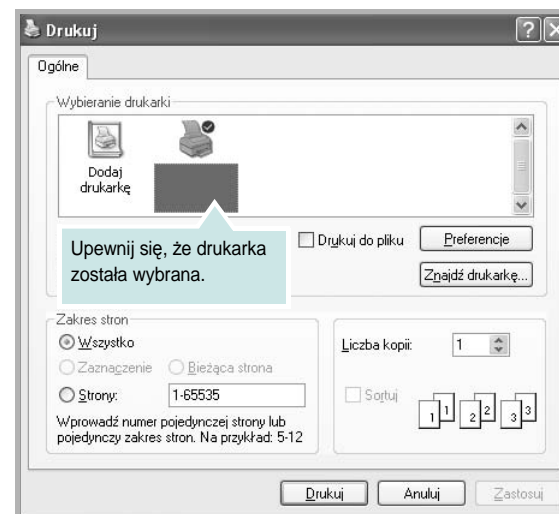 Drukuj
Ogólne
Wybieranie drukarki
Dodaj
drukarkę
Upewnij się, że drukarka
została wybrana.
Drukuj do pliku
Preferencje
Znajdź drukarkę...
Zakres stron
Wszystko
Zaznaczenie
Bieżąca strona
Strony:
1-65535
Wprowadź numer pojedynczej strony lub
pojedynczy zakres stron. Na przykład: 5-12
Liczba kopii:
1
Sortuj
1 1 2 2 3 3
Drukuj
Anuluj
Zastosuj